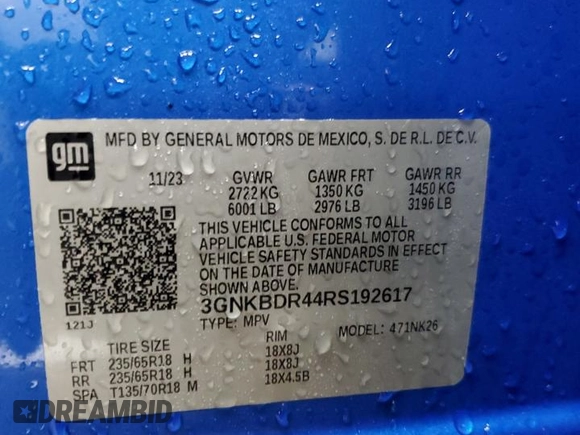 gm
MFD BY GENERAL MOTORS DE MEXICO, S. DE R.L. DE C.V.
11/23 GVWR GAWR FRT GAWR RR
2722 KG 1350 KG 1450 KG
6001 LB 2976 LB 3196 LB
THIS VEHICLE CONFORMS TO ALL
APPLICABLE U.S. FEDERAL MOTOR
VEHICLE SAFETY STANDARDS IN EFFECT
ON THE DATE OF MANUFACTURE
SHOWN ABOVE.
3GNKBDR44RS192617
121J TYPE: MPV MODEL: 471NK26
TIRE SIZE RIM
FRT 235/65R18 H 18X8J
RR 235/65R18 H 18X8J
SPA T135/70R18 M 18X4.5B
DREAMBID